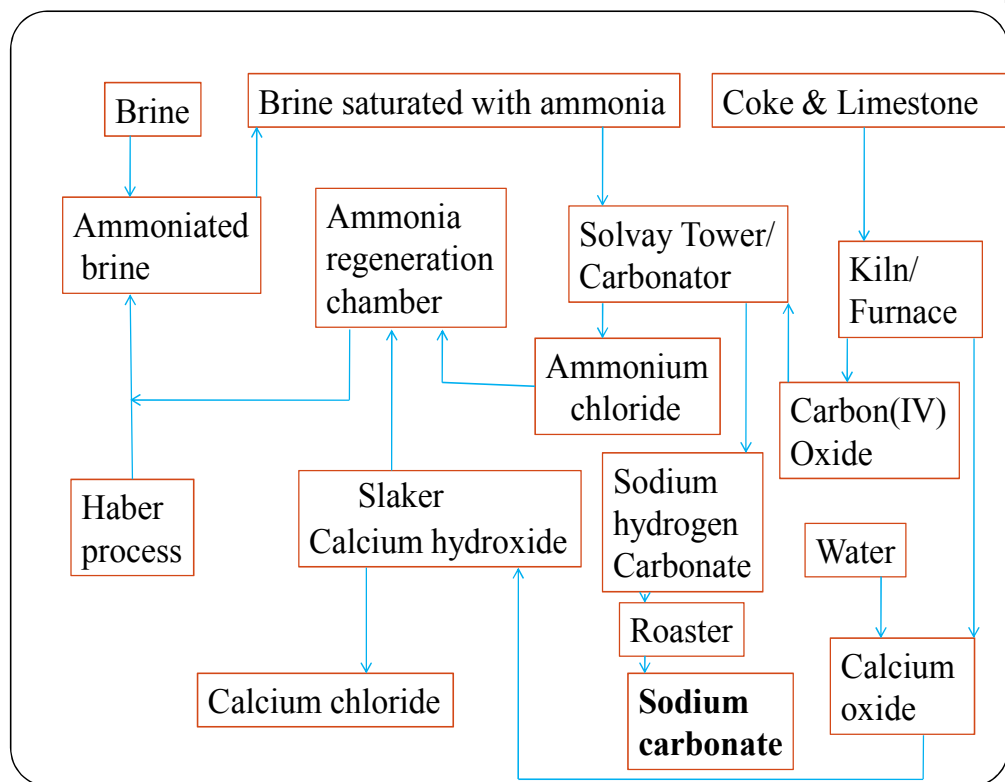 Brine
Brine saturated with ammonia
Coke & Limestone
Ammoniated
brine
Ammonia
regeneration
chamber
Solvay Tower/
Carbonator
Kiln/
Furnace
Ammonium
chloride
Carbon(IV)
Oxide
Haber
process
Slaker
Calcium hydroxide
Sodium
hydrogen
Carbonate
Water
Roaster
Calcium
oxide
Calcium chloride
Sodium
carbonate